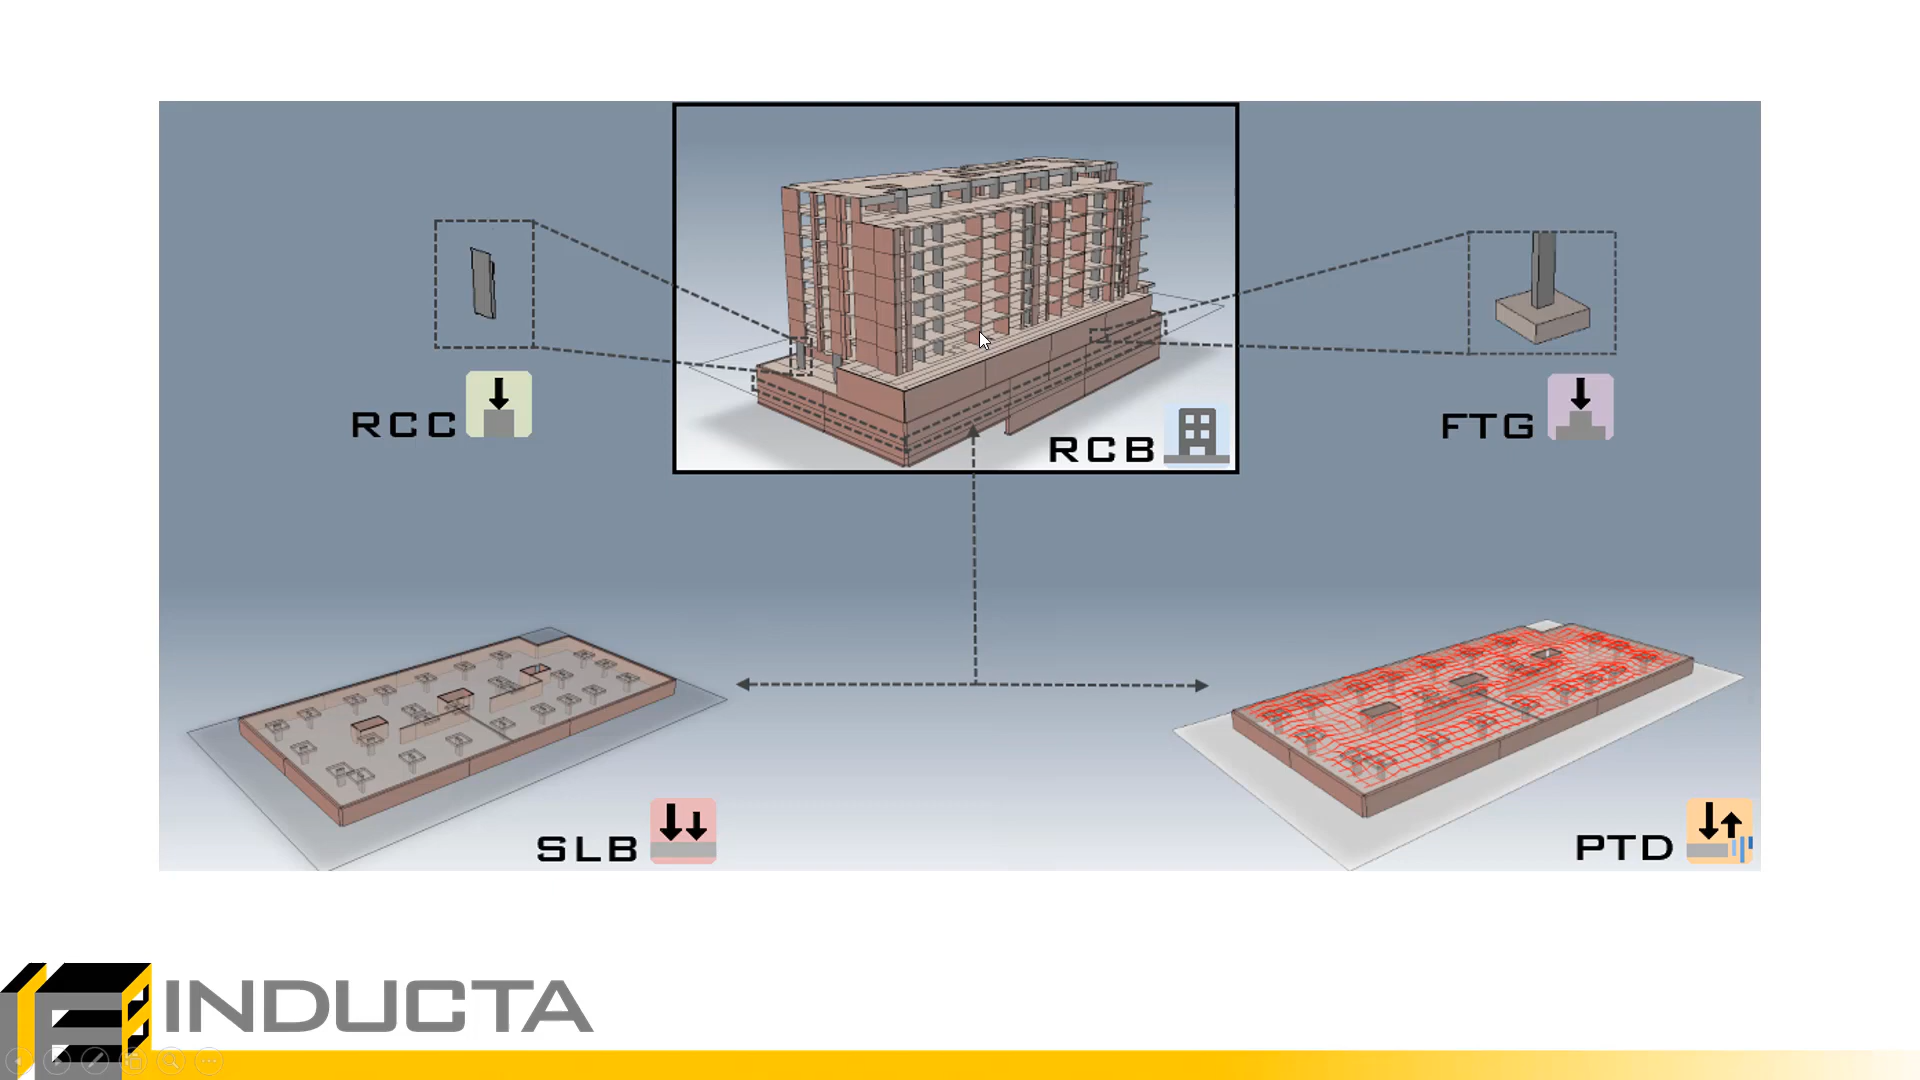 RCC
RCB
FTG
SLB
PTD
INDUCTA